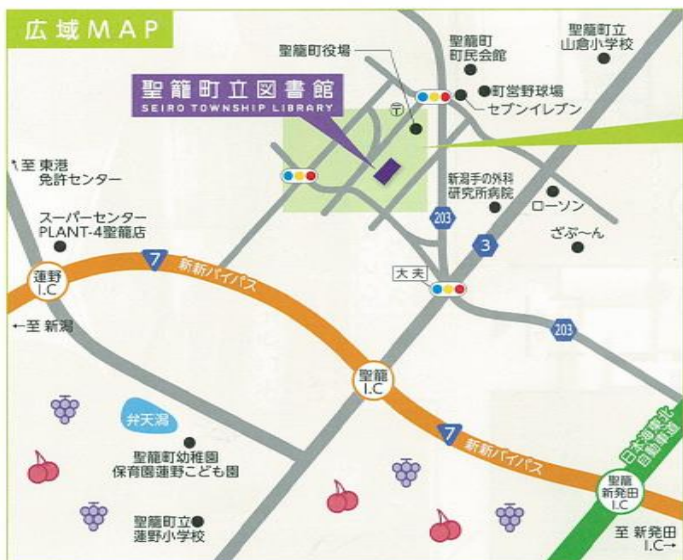 広域MAP
聖籠町立図書館
SEIRO TOWNSHIP LIBRARY
聖籠町役場
〒
聖籠町
町民会館
聖籠町立
山倉小学校
町営野球場
セブンイレブン
至 東港
免許センター
スーパーセンター
PLANT-4聖籠店
新潟手の外科
研究所病院
ローソン
ざぶ〜ん
203
3
大夫
7
新新バイパス
蓮野
I.C
←至 新潟
203
聖籠
I.C
弁天潟
聖籠町幼稚園
保育園蓮野こども園
聖籠町立
蓮野小学校
7
新新バイパス
日本海東北
自動車道
聖籠
新発田
I.C
至 新発田
I.C→